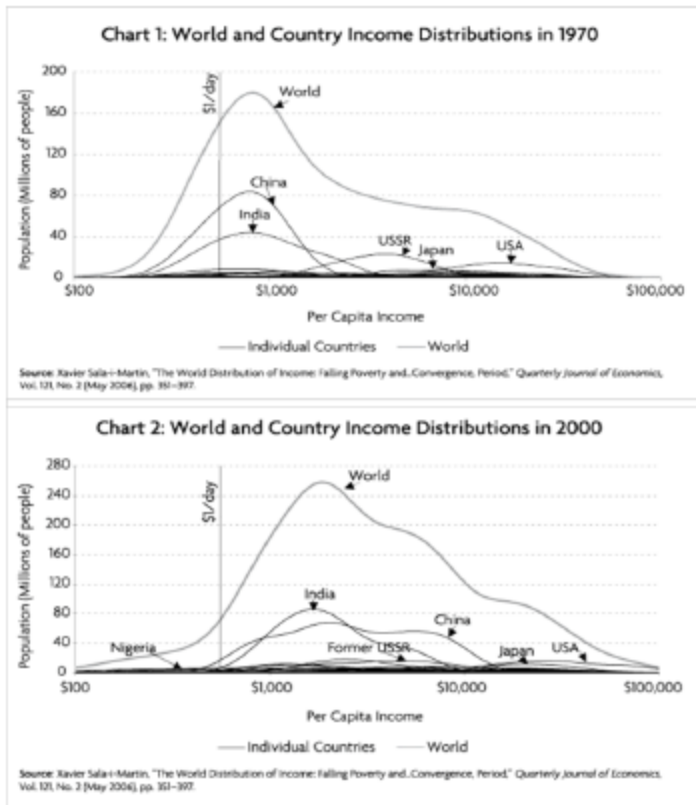 Chart 1: World and Country Income Distributions in 1970
Population (Millions of people)
200
160
120
80
40
0
$1/day
World
China
India
USSR
Japan
USA
$100
$1,000
$10,000
$100,000
Per Capita Income
Individual Countries
World
Source: Xavier Sala-i-Martin, "The World Distribution of Income: Falling Poverty and...Convergence, Period," Quarterly Journal of Economics,
Vol. 121, No. 2 (May 2006), pp. 351–397.
Chart 2: World and Country Income Distributions in 2000
Population (Millions of people)
280
240
200
160
120
80
40
0
$1/day
World
India
China
Nigeria
Former USSR
Japan
USA
$100
$1,000
$10,000
$100,000
Per Capita Income
Individual Countries
World
Source: Xavier Sala-i-Martin, "The World Distribution of Income: Falling Poverty and...Convergence, Period," Quarterly Journal of Economics,
Vol. 121, No. 2 (May 2006), pp. 351–397.